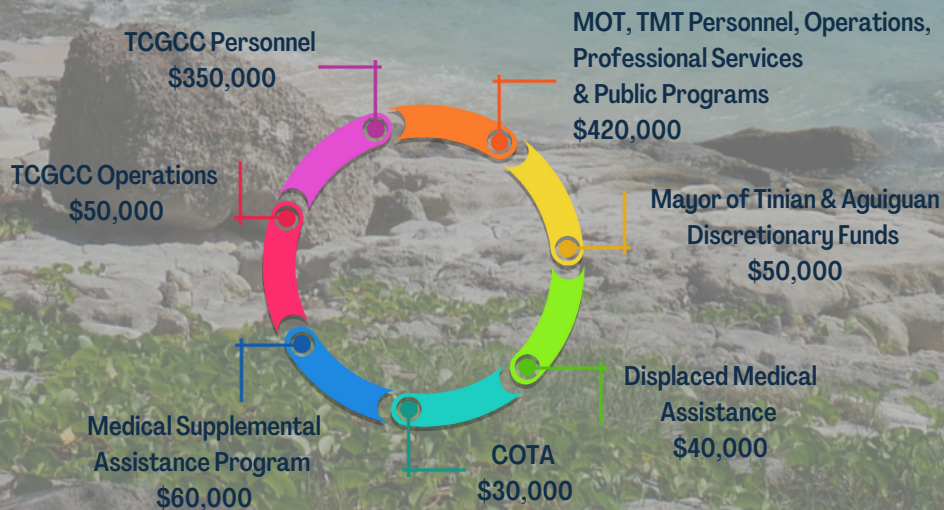 TCGCC Personnel
$350,000
MOT, TMT Personnel, Operations,
Professional Services
& Public Programs
$420,000
TCGCC Operations
$50,000
Mayor of Tinian & Aguiguan
Discretionary Funds
$50,000
Displaced Medical
Assistance
$40,000
Medical Supplemental
Assistance Program
$60,000
COTA
$30,000